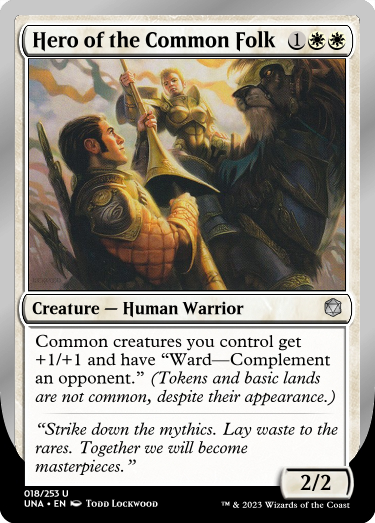 Hero of the Common Folk 1
Creature — Human Warrior
Common creatures you control get
+1/+1 and have “Ward—Complement
an opponent.” (Tokens and basic lands
are not common, despite their appearance.)
“Strike down the mythics. Lay waste to the
rares. Together we will become
masterpieces.”
2/2
018/253 U
UNA • EN Todd Lockwood
™ & © 2023 Wizards of the Coast